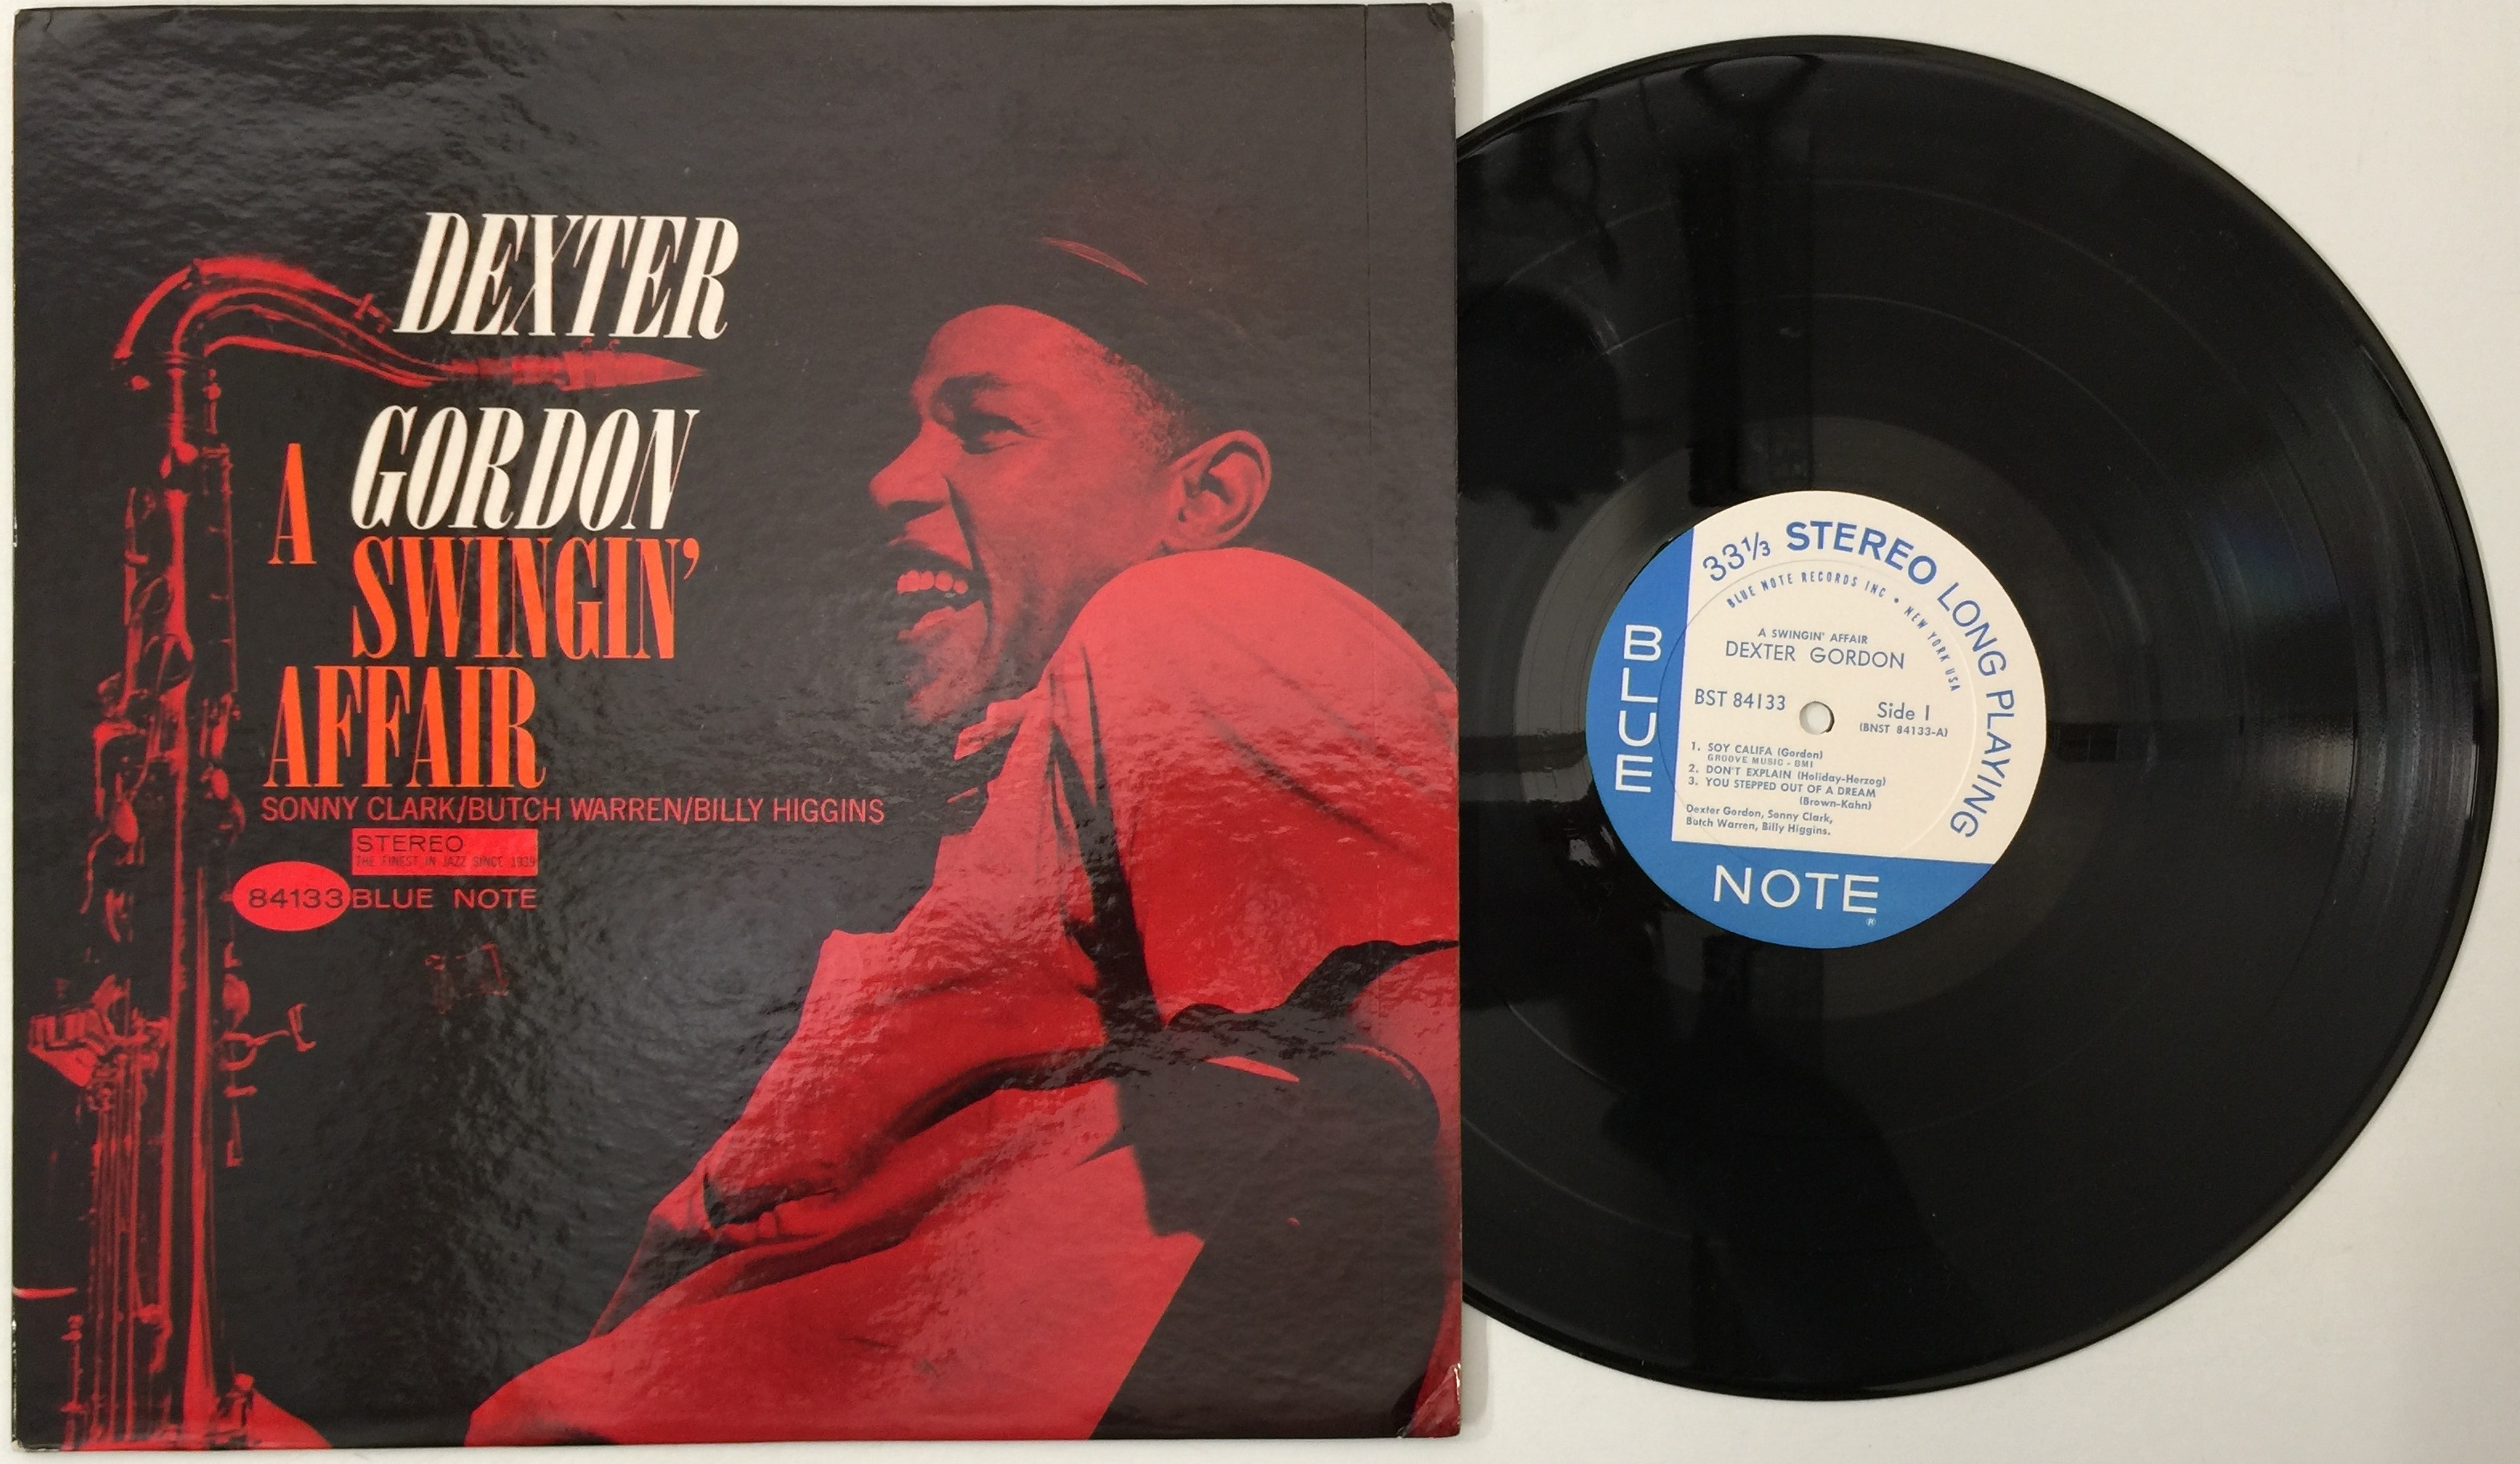 DEXTER
GORDON
A
SWINGIN'
AFFAIR
SONNY CLARK/BUTCH WARREN/BILLY HIGGINS
STEREO
THE FINEST IN JAZZ SINCE 1939
84133 BLUE NOTE
33⅓ STEREO LONG PLAYING
BLUE NOTE RECORDS INC • NEW YORK USA
A SWINGIN' AFFAIR
DEXTER GORDON
BST 84133
Side 1
(BNST 84133-A)
1. SOY CALIFA (Gordon)
GROOVE MUSIC - BMI
2. DON'T EXPLAIN (Holiday-Herzog)
3. YOU STEPPED OUT OF A DREAM
(Brown-Kahn)
Dexter Gordon, Sonny Clark,
Butch Warren, Billy Higgins.
BLUE
NOTE
®